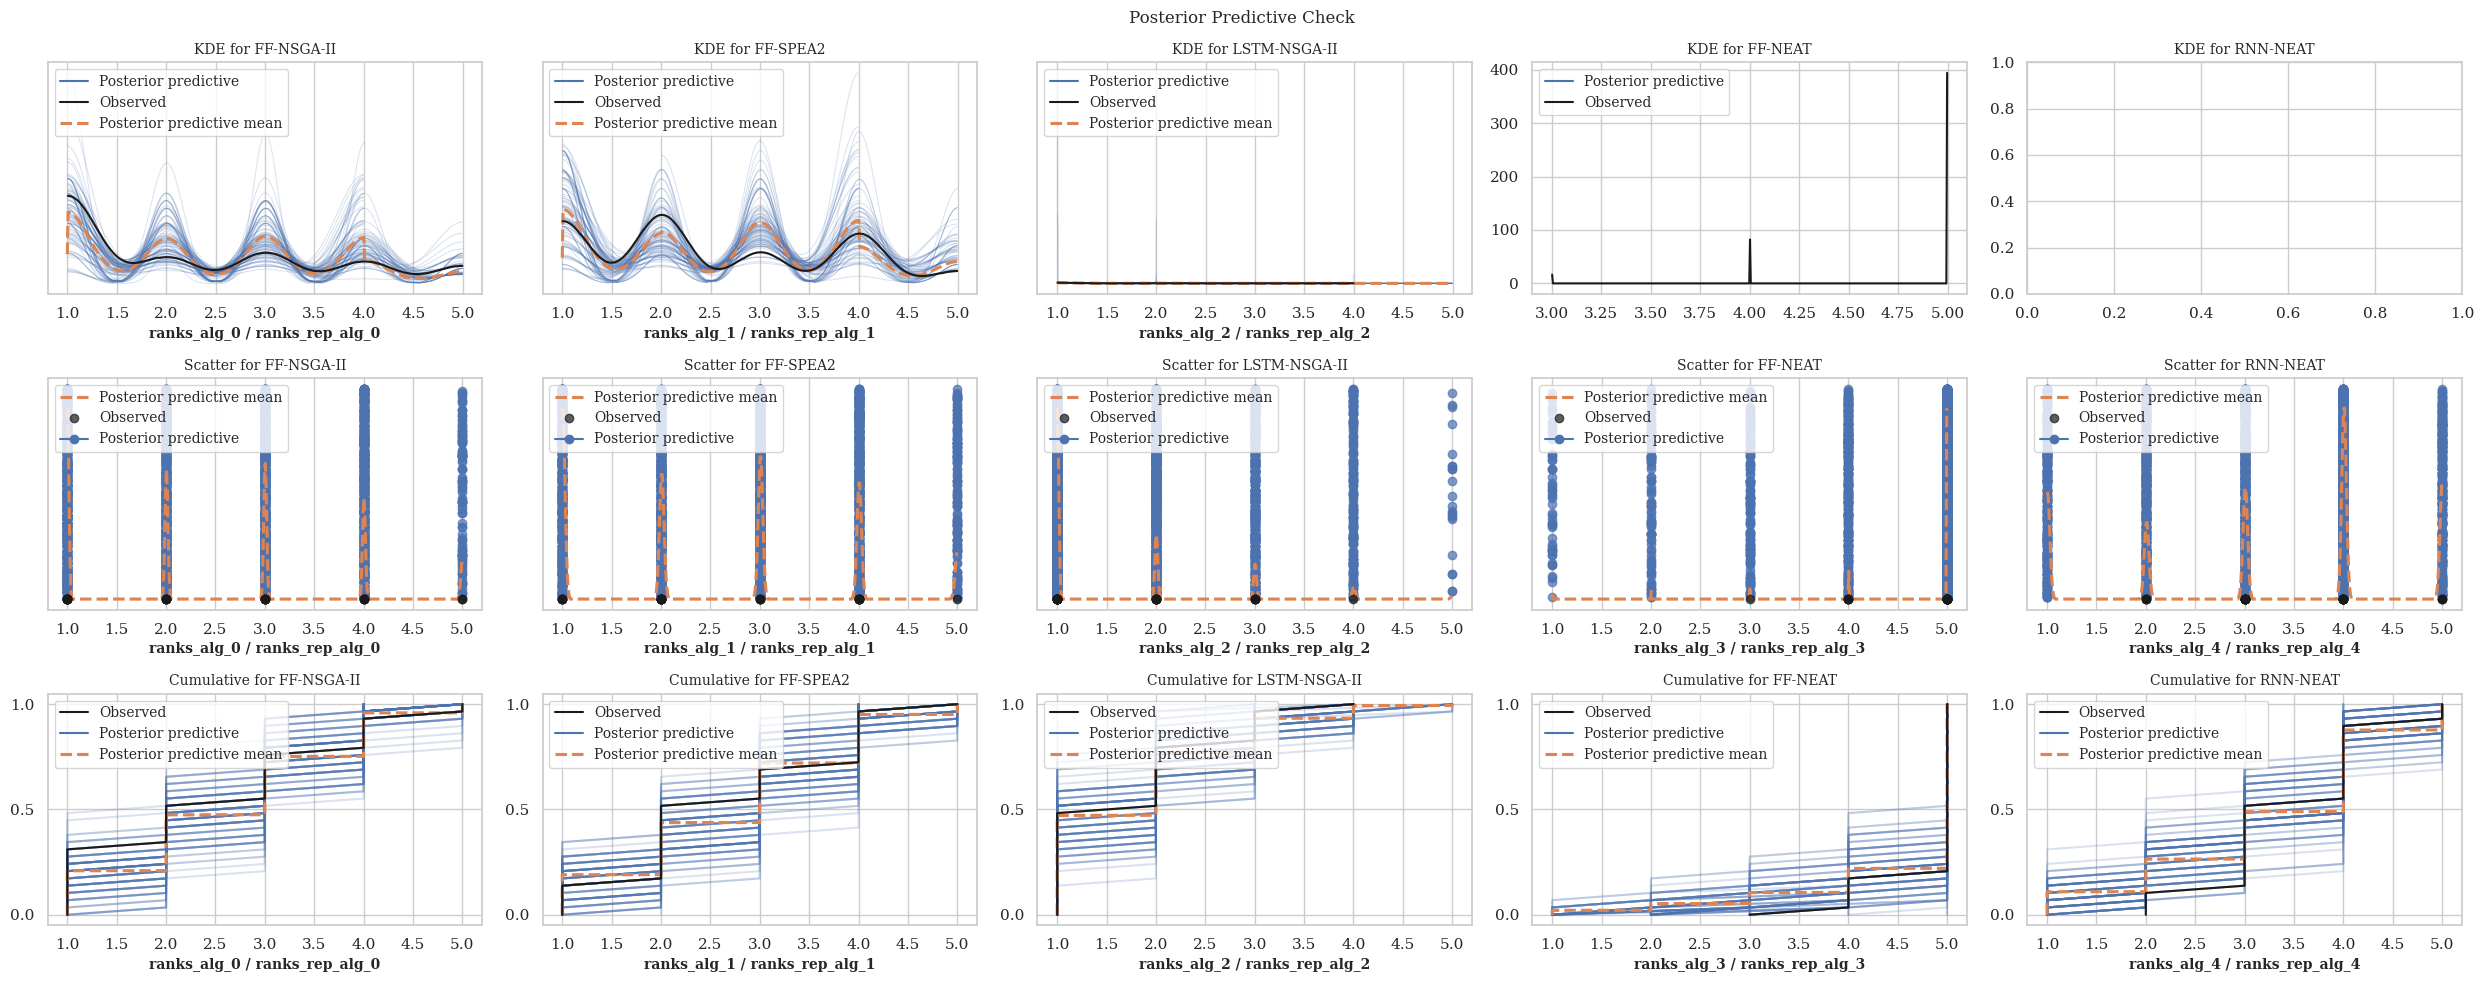 Posterior Predictive Check
KDE for FF-NSGA-II
Posterior predictive
Observed
Posterior predictive mean
1.0 1.5 2.0 2.5 3.0 3.5 4.0 4.5 5.0
ranks_alg_0 / ranks_rep_alg_0
KDE for FF-SPEA2
Posterior predictive
Observed
Posterior predictive mean
1.0 1.5 2.0 2.5 3.0 3.5 4.0 4.5 5.0
ranks_alg_1 / ranks_rep_alg_1
KDE for LSTM-NSGA-II
Posterior predictive
Observed
Posterior predictive mean
1.0 1.5 2.0 2.5 3.0 3.5 4.0 4.5 5.0
ranks_alg_2 / ranks_rep_alg_2
KDE for FF-NEAT
Posterior predictive
Observed
400
300
200
100
0
3.00 3.25 3.50 3.75 4.00 4.25 4.50 4.75 5.00
KDE for RNN-NEAT
1.0
0.8
0.6
0.4
0.2
0.0
0.0 0.2 0.4 0.6 0.8 1.0
Scatter for FF-NSGA-II
Posterior predictive mean
Observed
Posterior predictive
1.0 1.5 2.0 2.5 3.0 3.5 4.0 4.5 5.0
ranks_alg_0 / ranks_rep_alg_0
Scatter for FF-SPEA2
Posterior predictive mean
Observed
Posterior predictive
1.0 1.5 2.0 2.5 3.0 3.5 4.0 4.5 5.0
ranks_alg_1 / ranks_rep_alg_1
Scatter for LSTM-NSGA-II
Posterior predictive mean
Observed
Posterior predictive
1.0 1.5 2.0 2.5 3.0 3.5 4.0 4.5 5.0
ranks_alg_2 / ranks_rep_alg_2
Scatter for FF-NEAT
Posterior predictive mean
Observed
Posterior predictive
1.0 1.5 2.0 2.5 3.0 3.5 4.0 4.5 5.0
ranks_alg_3 / ranks_rep_alg_3
Scatter for RNN-NEAT
Posterior predictive mean
Observed
Posterior predictive
1.0 1.5 2.0 2.5 3.0 3.5 4.0 4.5 5.0
ranks_alg_4 / ranks_rep_alg_4
Cumulative for FF-NSGA-II
Observed
Posterior predictive
Posterior predictive mean
1.0
0.5
0.0
1.0 1.5 2.0 2.5 3.0 3.5 4.0 4.5 5.0
ranks_alg_0 / ranks_rep_alg_0
Cumulative for FF-SPEA2
Observed
Posterior predictive
Posterior predictive mean
1.0
0.5
0.0
1.0 1.5 2.0 2.5 3.0 3.5 4.0 4.5 5.0
ranks_alg_1 / ranks_rep_alg_1
Cumulative for LSTM-NSGA-II
Observed
Posterior predictive
Posterior predictive mean
1.0
0.5
0.0
1.0 1.5 2.0 2.5 3.0 3.5 4.0 4.5 5.0
ranks_alg_2 / ranks_rep_alg_2
Cumulative for FF-NEAT
Observed
Posterior predictive
Posterior predictive mean
1.0
0.5
0.0
1.0 1.5 2.0 2.5 3.0 3.5 4.0 4.5 5.0
ranks_alg_3 / ranks_rep_alg_3
Cumulative for RNN-NEAT
Observed
Posterior predictive
Posterior predictive mean
1.0
0.5
0.0
1.0 1.5 2.0 2.5 3.0 3.5 4.0 4.5 5.0
ranks_alg_4 / ranks_rep_alg_4